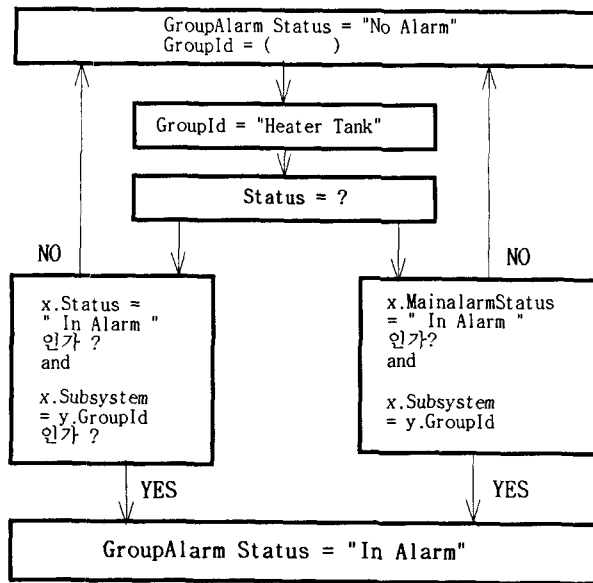 GroupAlarm Status = "No Alarm"
GroupId = ( )
GroupId = "Heater Tank"
Status = ?
NO
NO
x.Status =
" In Alarm "
인가 ?
and
x.Subsystem
= y.GroupId
인가 ?
x.MainalarmStatus
= " In Alarm "
인가?
and
x.Subsystem
= y.GroupId
YES
YES
GroupAlarm Status = "In Alarm"